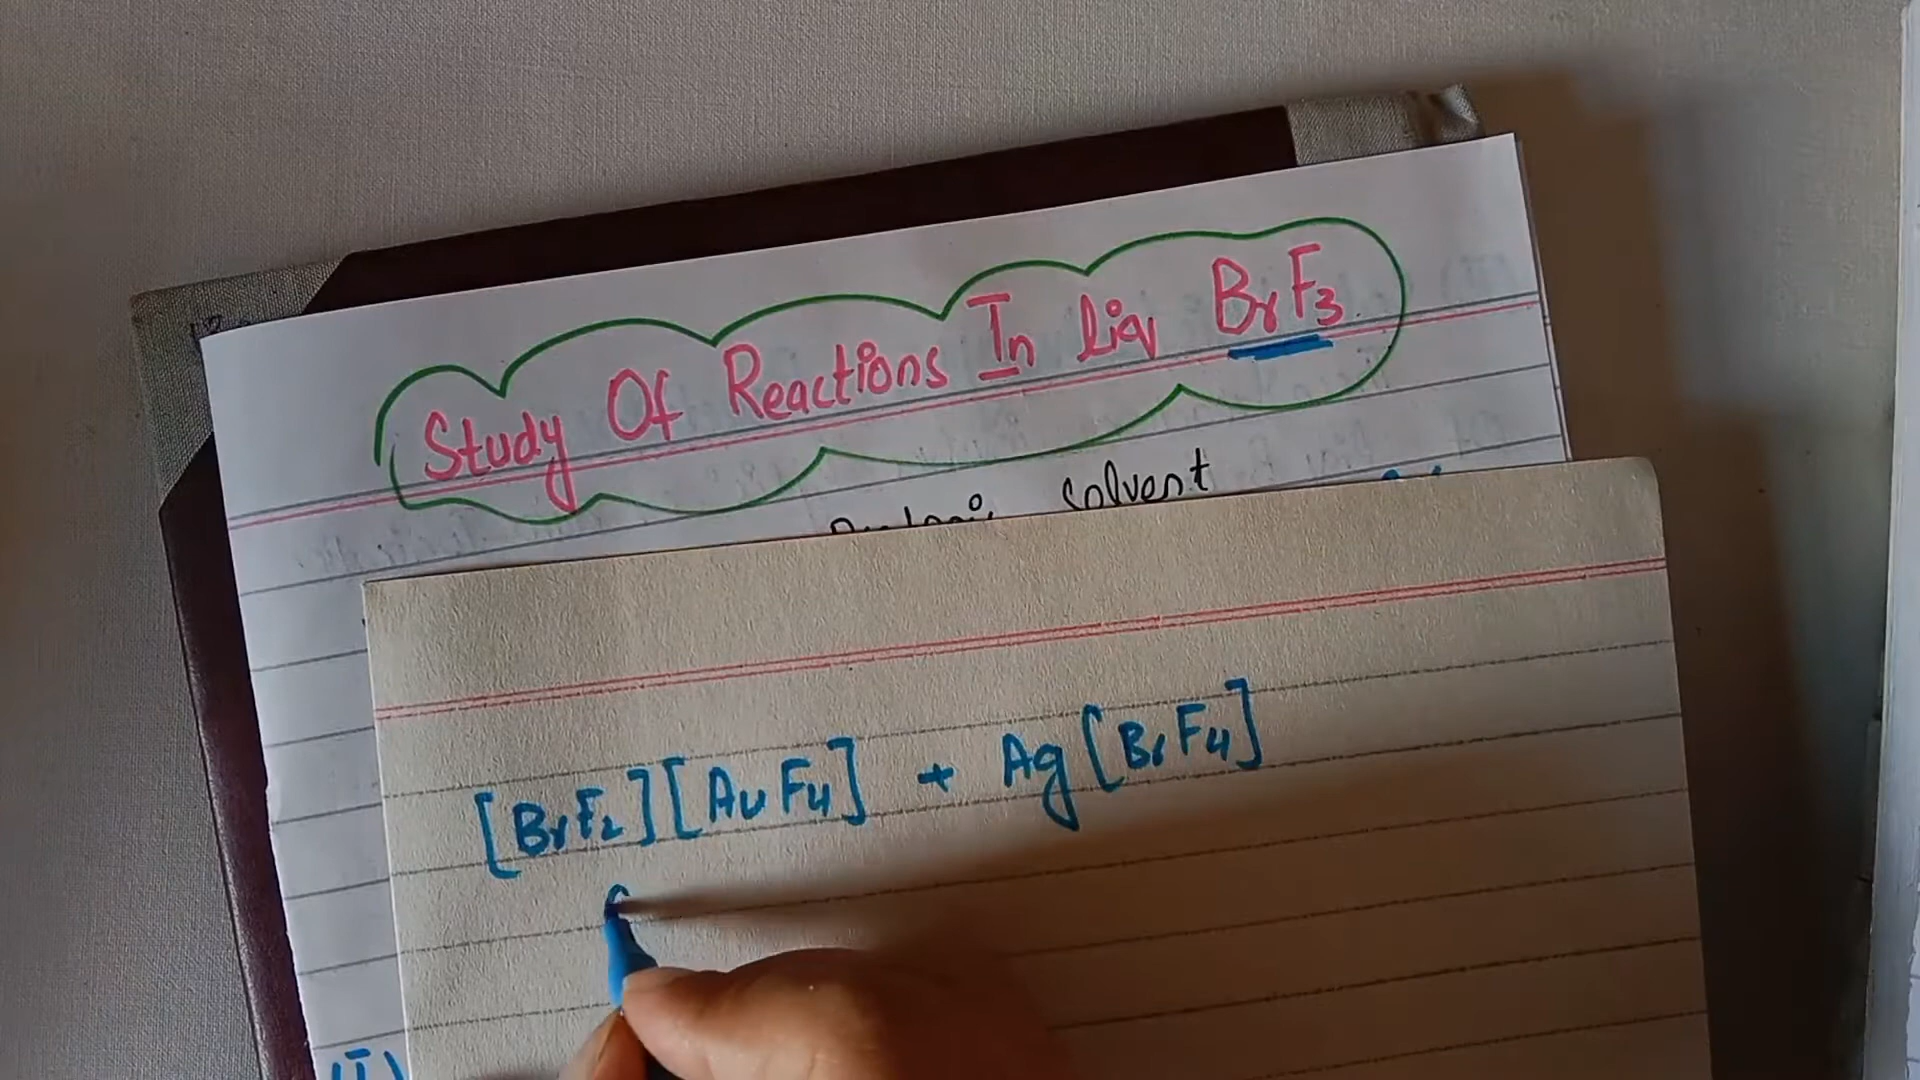 Study Of Reactions In liq BrF3
solvent
[BrF2][AuF4] + Ag[BrF4]
(I)